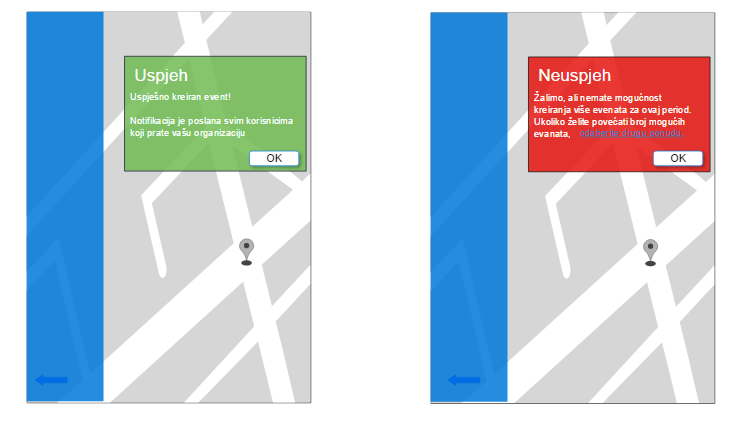 Uspjeh
Uspješno kreiran event!
Notifikacija je poslana svim korisnicima
koji prate vašu organizaciju
OK
Neuspjeh
Žalimo, ali nemate mogućnost
kreiranja više evenata za ovaj period.
Ukoliko želite povećati broj mogućih
evanata, odaberite drugu ponudu.
OK